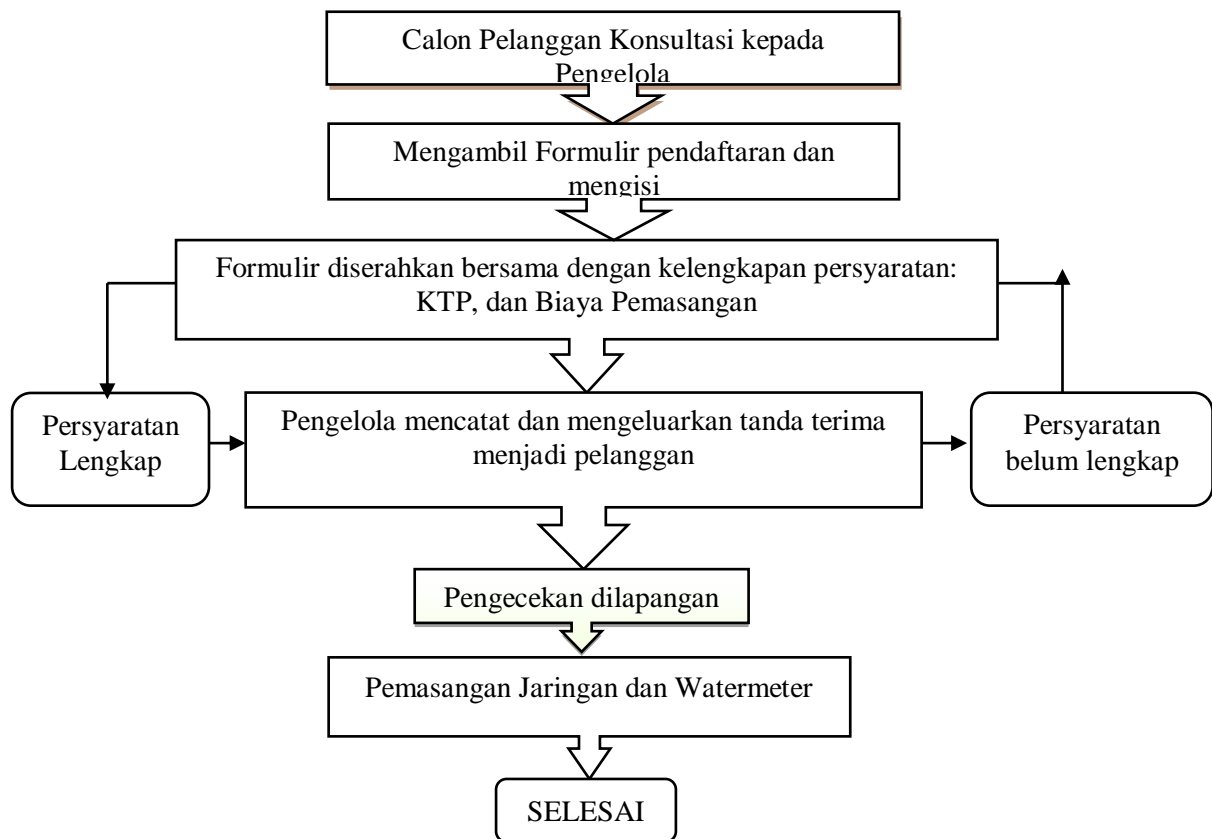 Calon Pelanggan Konsultasi kepada
Pengelola
Mengambil Formulir pendaftaran dan
mengisi
Formulir diserahkan bersama dengan kelengkapan persyaratan:
KTP, dan Biaya Pemasangan
Persyaratan
Lengkap
Pengelola mencatat dan mengeluarkan tanda terima
menjadi pelanggan
Persyaratan
belum lengkap
Pengecekan dilapangan
Pemasangan Jaringan dan Watermeter
SELESAI